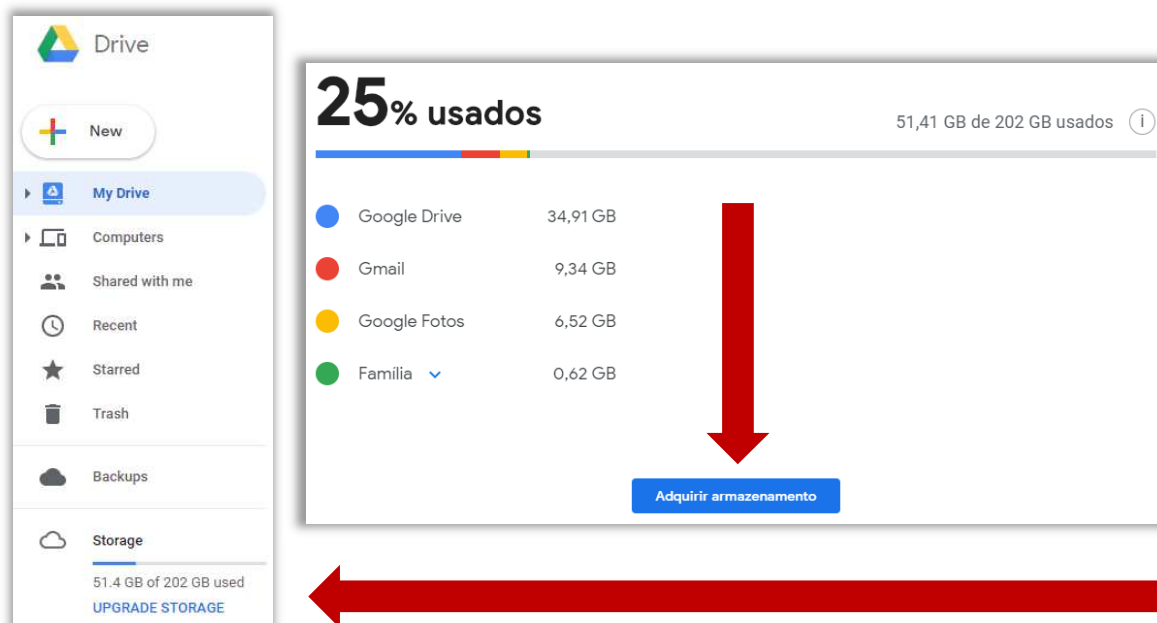 Drive
New
My Drive
Computers
Shared with me
Recent
Starred
Trash
Backups
Storage
51.4 GB of 202 GB used
UPGRADE STORAGE
25% usados
51,41 GB de 202 GB usados
Google Drive 34,91 GB
Gmail 9,34 GB
Google Fotos 6,52 GB
Família 0,62 GB
Adquirir armazenamento